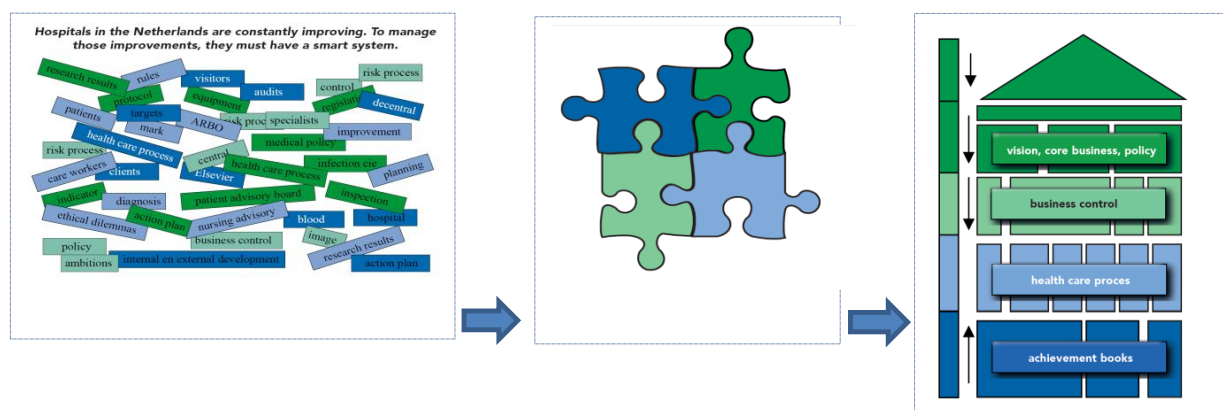 Hospitals in the Netherlands are constantly improving. To manage
those improvements, they must have a smart system.
research results
rules
visitors
audits
risk process
control
protocol
equipment
regislation
decentral
patients
targets
mark
ARBO
risk proc
specialists
improvement
medical policy
health care process
risk process
central
care workers
clients
Elsevier
health care process
infection cie
planning
indicator
diagnosis
patient advisory board
inspection
ethical dilemmas
action plan
nursing advisory
blood
hospital
policy
business control
image
research results
ambitions
internal en external development
action plan
vision, core business, policy
business control
health care proces
achievement books